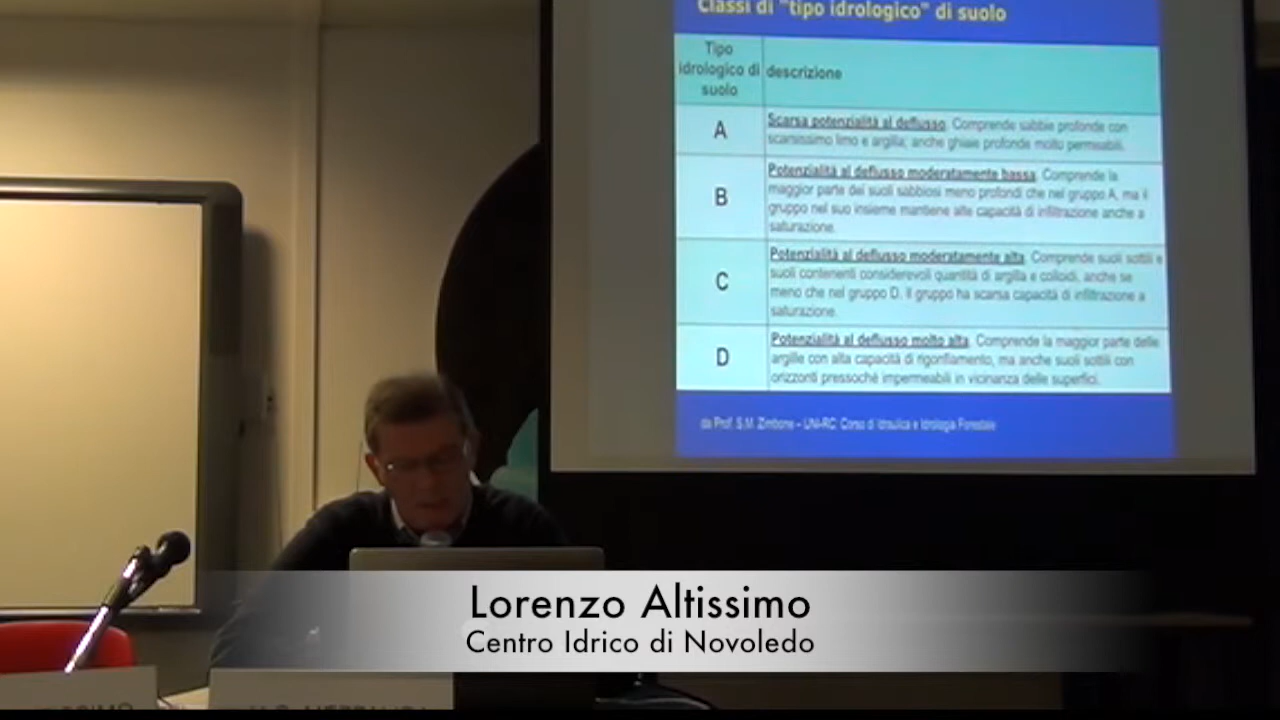 Classi di "tipo idrologico" di suolo
Tipo
idrologico di
suolo
descrizione
A
Scarsa potenzialità al deflusso. Comprende sabbie profonde con
scarsissimo limo e argilla; anche ghiaie profonde molto permeabili.
B
Potenzialità al deflusso moderatamente bassa. Comprende la
maggior parte dei suoli sabbiosi meno profondi che nel gruppo A, ma il
gruppo nel suo insieme mantiene alte capacità di infiltrazione anche a
saturazione.
C
Potenzialità al deflusso moderatamente alta. Comprende suoli sottili e
suoli contenenti considerevoli quantità di argilla e colloidi, anche se
meno che nel gruppo D. Il gruppo ha scarsa capacità di infiltrazione a
saturazione.
D
Potenzialità al deflusso molto alta. Comprende la maggior parte delle
argille con alta capacità di rigonfiamento, ma anche suoli sottili con
orizzonti pressochè impermeabili in vicinanza delle superfici.
da Prof. S.M. Zimbone – UNI-RC: Corso di Idraulica e Idrologia Forestale
Lorenzo Altissimo
Centro Idrico di Novoledo